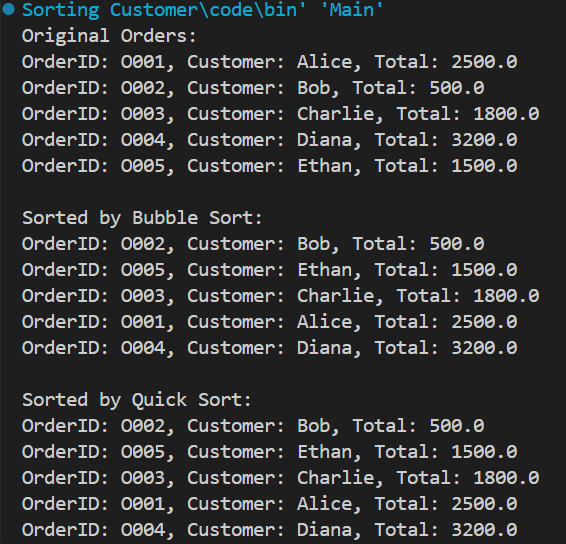 Sorting Customer\code\bin' 'Main'
Original Orders:
OrderID: O001, Customer: Alice, Total: 2500.0
OrderID: O002, Customer: Bob, Total: 500.0
OrderID: O003, Customer: Charlie, Total: 1800.0
OrderID: O004, Customer: Diana, Total: 3200.0
OrderID: O005, Customer: Ethan, Total: 1500.0

Sorted by Bubble Sort:
OrderID: O002, Customer: Bob, Total: 500.0
OrderID: O005, Customer: Ethan, Total: 1500.0
OrderID: O003, Customer: Charlie, Total: 1800.0
OrderID: O001, Customer: Alice, Total: 2500.0
OrderID: O004, Customer: Diana, Total: 3200.0

Sorted by Quick Sort:
OrderID: O002, Customer: Bob, Total: 500.0
OrderID: O005, Customer: Ethan, Total: 1500.0
OrderID: O003, Customer: Charlie, Total: 1800.0
OrderID: O001, Customer: Alice, Total: 2500.0
OrderID: O004, Customer: Diana, Total: 3200.0